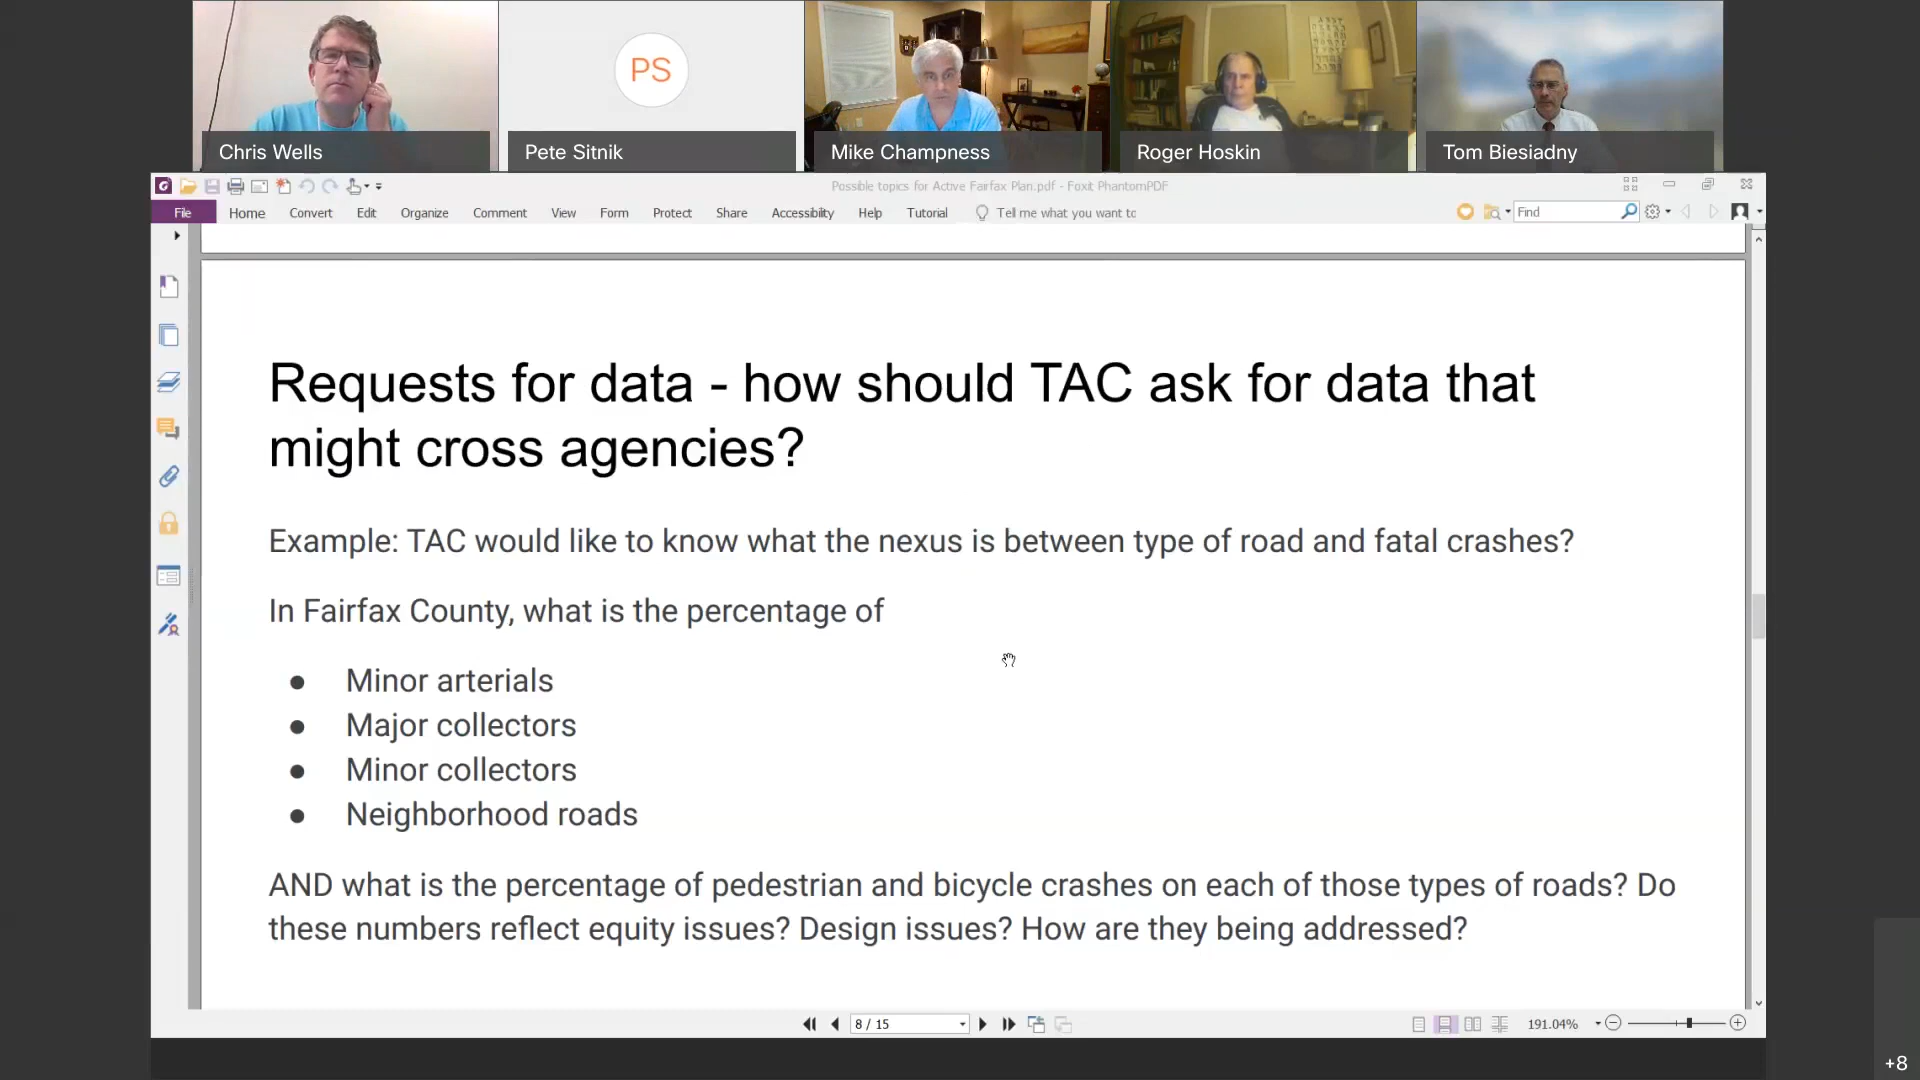 PS
Chris Wells
Pete Sitnik
Mike Champness
Roger Hoskin
Tom Biesiadny
Possible topics for Active Fairfax Plan.pdf - Foxit PhantomPDF
File Home Convert Edit Organize Comment View Form Protect Share Accessibility Help Tutorial Tell me what you want to Find
Requests for data - how should TAC ask for data that
might cross agencies?
Example: TAC would like to know what the nexus is between type of road and fatal crashes?
In Fairfax County, what is the percentage of
● Minor arterials
● Major collectors
● Minor collectors
● Neighborhood roads
AND what is the percentage of pedestrian and bicycle crashes on each of those types of roads? Do
these numbers reflect equity issues? Design issues? How are they being addressed?
8 / 15
191.04%
+8